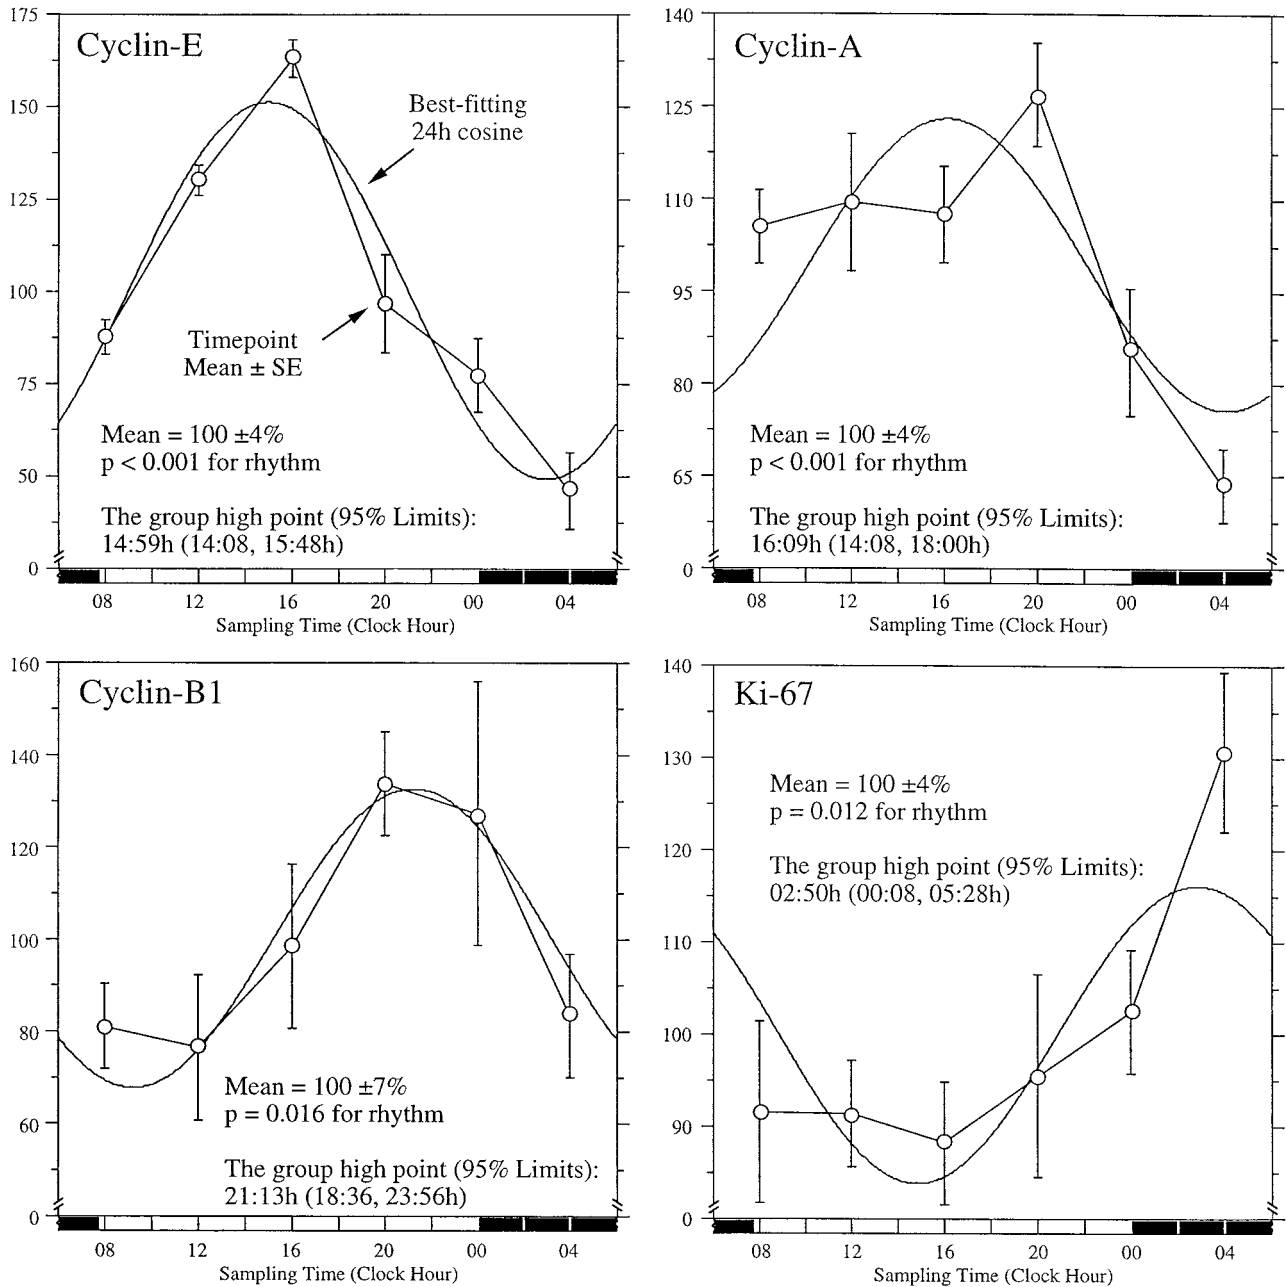 Cyclin-E
175
150
125
100
75
50
0
Best-fitting
24h cosine
Timepoint
Mean ± SE
Mean = 100 ±4%
p < 0.001 for rhythm
The group high point (95% Limits):
14:59h (14:08, 15:48h)
08 12 16 20 00 04
Sampling Time (Clock Hour)
Cyclin-A
140
125
110
95
80
65
0
Mean = 100 ±4%
p < 0.001 for rhythm
The group high point (95% Limits):
16:09h (14:08, 18:00h)
08 12 16 20 00 04
Sampling Time (Clock Hour)
Cyclin-B1
160
140
120
100
80
60
0
Mean = 100 ±7%
p = 0.016 for rhythm
The group high point (95% Limits):
21:13h (18:36, 23:56h)
08 12 16 20 00 04
Sampling Time (Clock Hour)
Ki-67
140
130
120
110
100
90
0
Mean = 100 ±4%
p = 0.012 for rhythm
The group high point (95% Limits):
02:50h (00:08, 05:28h)
08 12 16 20 00 04
Sampling Time (Clock Hour)